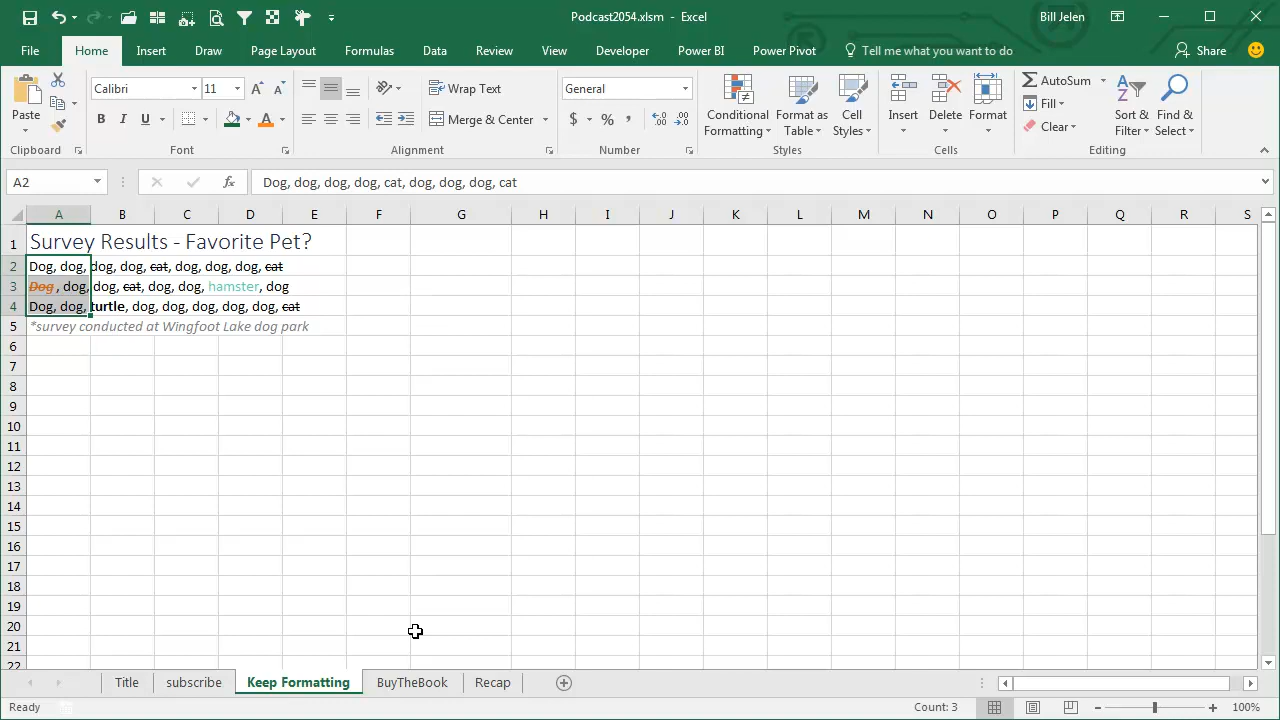 Podcast2054.xlsm - Excel
Bill Jelen
File Home Insert Draw Page Layout Formulas Data Review View Developer Power BI Power Pivot Tell me what you want to do Share
Paste
Clipboard
Calibri 11
B I U
A
Font
Wrap Text
Merge & Center
Alignment
General
$ % ,
Number
Conditional Formatting
Format as Table
Cell Styles
Styles
Insert Delete Format
Cells
AutoSum
Fill
Clear
Sort & Filter
Find & Select
Editing
A2 fx Dog, dog, dog, dog, cat, dog, dog, dog, cat
A B C D E F G H I J K L M N O P Q R S
1 Survey Results - Favorite Pet?
2 Dog, dog, dog, dog, cat, dog, dog, dog, cat
3 Dog, dog, dog, cat, dog, dog, hamster, dog
4 Dog, dog, turtle, dog, dog, dog, dog, dog, cat
5 *survey conducted at Wingfoot Lake dog park
6
7
8
9
10
11
12
13
14
15
16
17
18
19
20
21
22
Title subscribe Keep Formatting BuyTheBook Recap
Ready Count: 3 100%